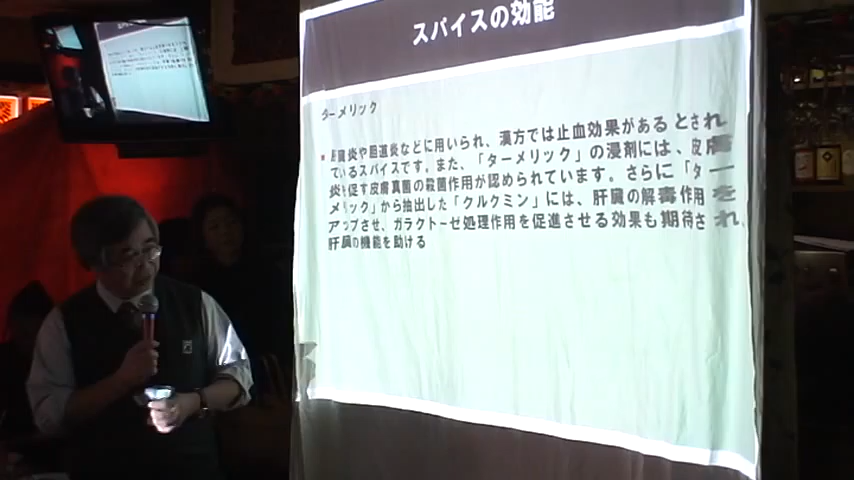 スパイスの効能
ターメリック
肝臓炎や胆道炎などに用いられ、漢方では止血効果があるとされ
ているスパイスです。また、「ターメリック」の浸剤には、皮膚
炎を促す皮膚真菌の殺菌作用が認められています。さらに「ター
メリック」から抽出した「クルクミン」には、肝臓の解毒作用を
アップさせ、ガラクトーゼ処理作用を促進させる効果も期待され、
肝臓の機能を助ける